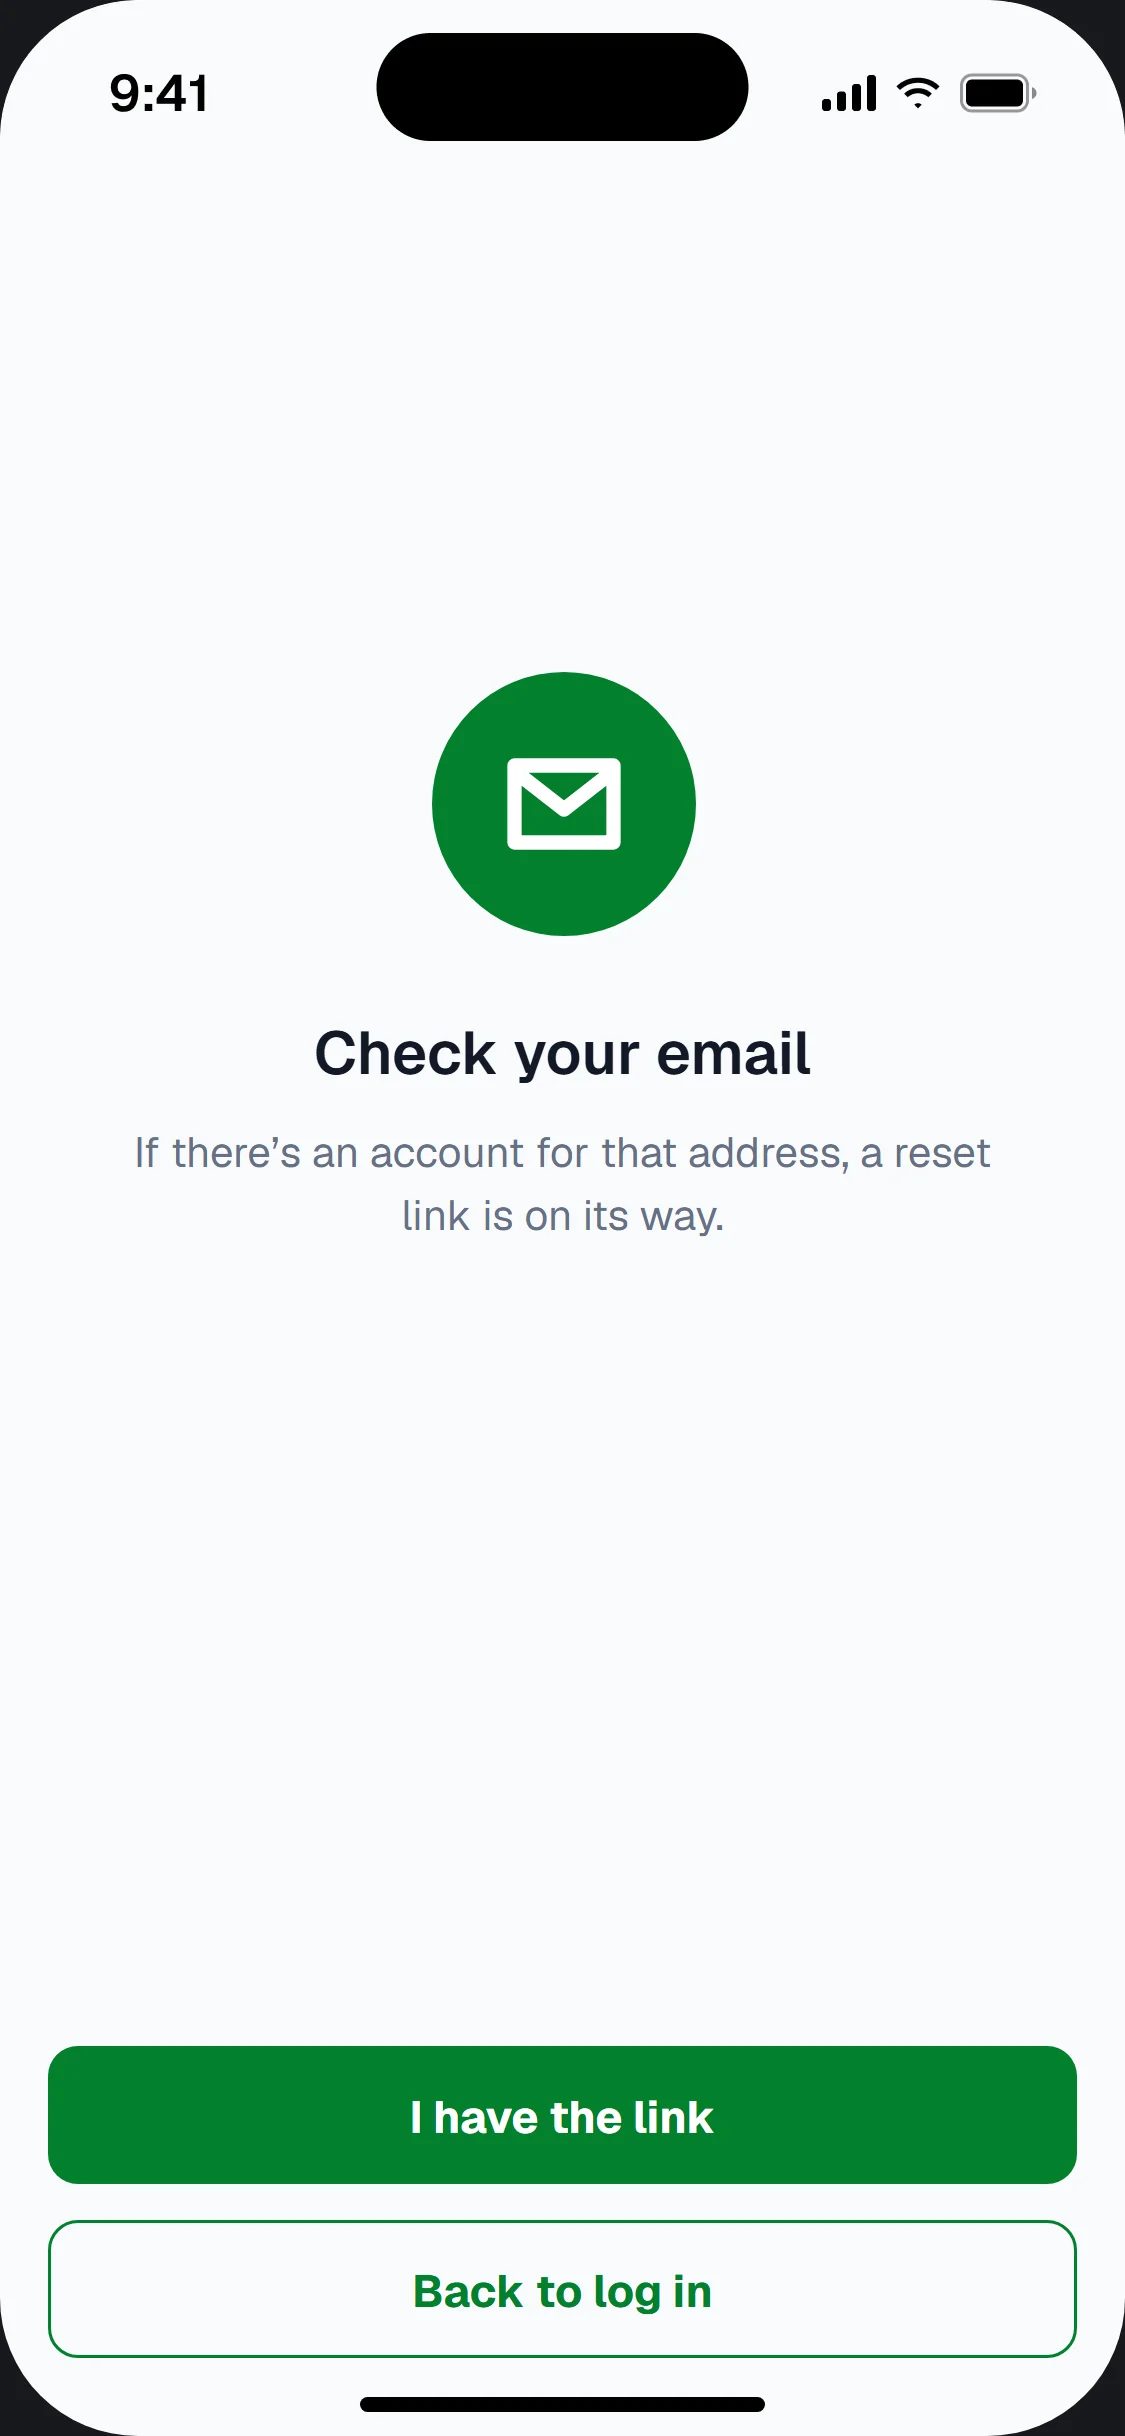 9:41
Check your email
If there’s an account for that address, a reset
link is on its way.
I have the link
Back to log in